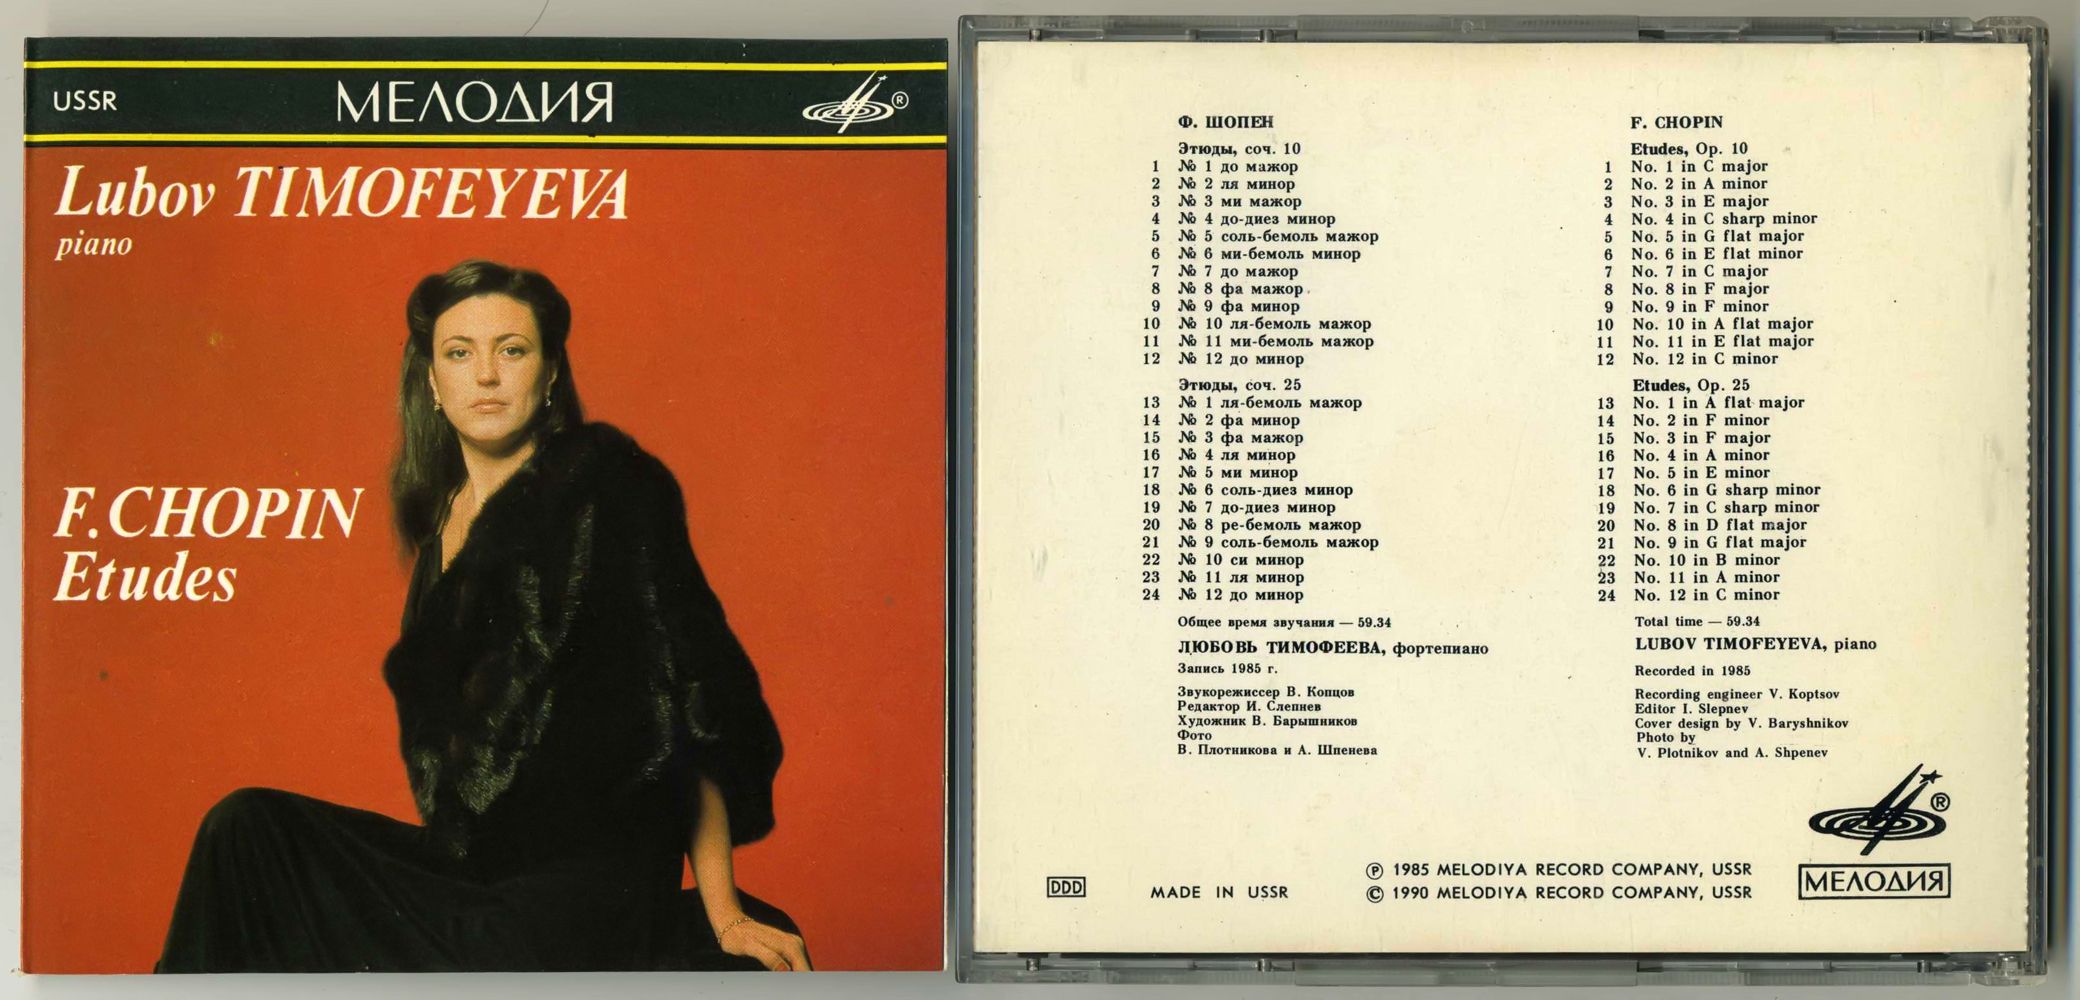 USSR МЕЛОДИЯ ®
Lubov TIMOFEYEVA
piano
F. CHOPIN
Etudes
Ф. ШОПЕН
Этюды, соч. 10
1 № 1 до мажор
2 № 2 ля минор
3 № 3 ми мажор
4 № 4 до-диез минор
5 № 5 соль-бемоль мажор
6 № 6 ми-бемоль минор
7 № 7 до мажор
8 № 8 фа мажор
9 № 9 фа минор
10 № 10 ля-бемоль мажор
11 № 11 ми-бемоль мажор
12 № 12 до минор
Этюды, соч. 25
13 № 1 ля-бемоль мажор
14 № 2 фа минор
15 № 3 фа мажор
16 № 4 ля минор
17 № 5 ми минор
18 № 6 соль-диез минор
19 № 7 до-диез минор
20 № 8 ре-бемоль мажор
21 № 9 соль-бемоль мажор
22 № 10 си минор
23 № 11 ля минор
24 № 12 до минор
Общее время звучания — 59.34
ЛЮБОВЬ ТИМОФЕЕВА, фортепиано
Запись 1985 г.
Звукорежиссер В. Копцов
Редактор И. Слепнев
Художник В. Барышников
Фото
В. Плотникова и А. Шпенева
F. CHOPIN
Etudes, Op. 10
1 No. 1 in C major
2 No. 2 in A minor
3 No. 3 in E major
4 No. 4 in C sharp minor
5 No. 5 in G flat major
6 No. 6 in E flat minor
7 No. 7 in C major
8 No. 8 in F major
9 No. 9 in F minor
10 No. 10 in A flat major
11 No. 11 in E flat major
12 No. 12 in C minor
Etudes, Op. 25
13 No. 1 in A flat major
14 No. 2 in F minor
15 No. 3 in F major
16 No. 4 in A minor
17 No. 5 in E minor
18 No. 6 in G sharp minor
19 No. 7 in C sharp minor
20 No. 8 in D flat major
21 No. 9 in G flat major
22 No. 10 in B minor
23 No. 11 in A minor
24 No. 12 in C minor
Total time — 59.34
LUBOV TIMOFEYEVA, piano
Recorded in 1985
Recording engineer V. Koptsov
Editor I. Slepnev
Cover design by V. Baryshnikov
Photo by
V. Plotnikov and A. Shpenev
®
DDD
MADE IN USSR
℗ 1985 MELODIYA RECORD COMPANY, USSR
© 1990 MELODIYA RECORD COMPANY, USSR
МЕЛОДИЯ